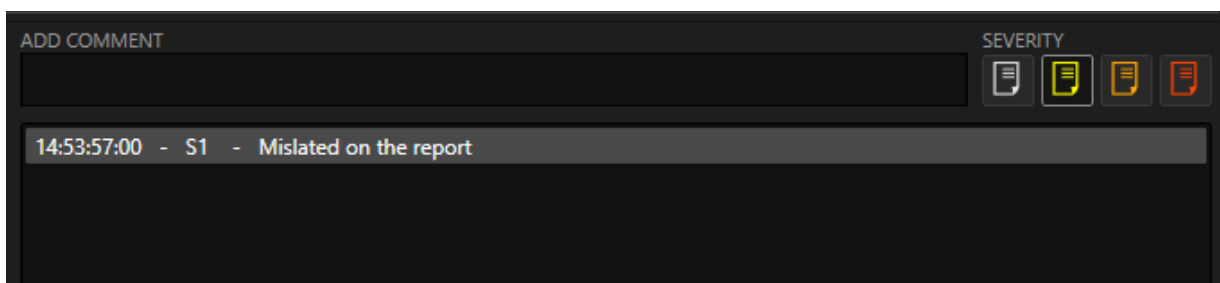 ADD COMMENT
SEVERITY
14:53:57:00 - S1 - Mislated on the report